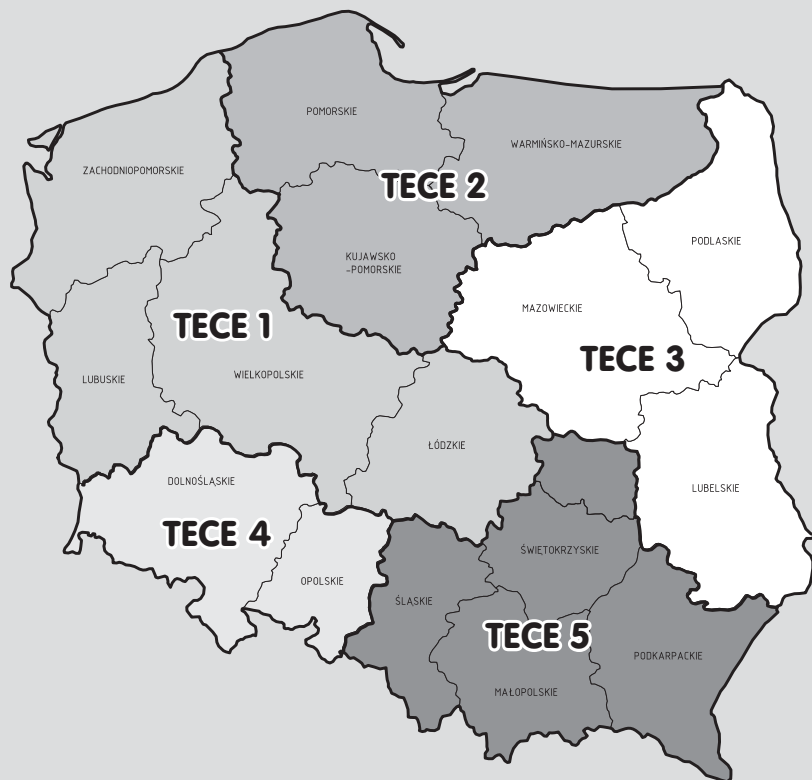 POMORSKIE
WARMIŃSKO-MAZURSKIE
ZACHODNIOPOMORSKIE
TECE 2
PODLASKIE
KUJAWSKO
-POMORSKIE
MAZOWIECKIE
TECE 1
TECE 3
LUBUSKIE
WIELKOPOLSKIE
ŁÓDZKIE
DOLNOŚLĄSKIE
LUBELSKIE
TECE 4
ŚWIĘTOKRZYSKIE
OPOLSKIE
ŚLĄSKIE
TECE 5
PODKARPACKIE
MAŁOPOLSKIE